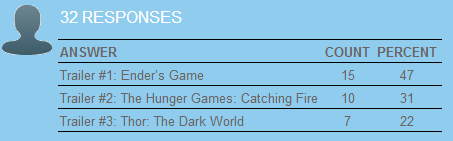 32 RESPONSES
ANSWER COUNT PERCENT
Trailer #1: Ender's Game 15 47
Trailer #2: The Hunger Games: Catching Fire 10 31
Trailer #3: Thor: The Dark World 7 22